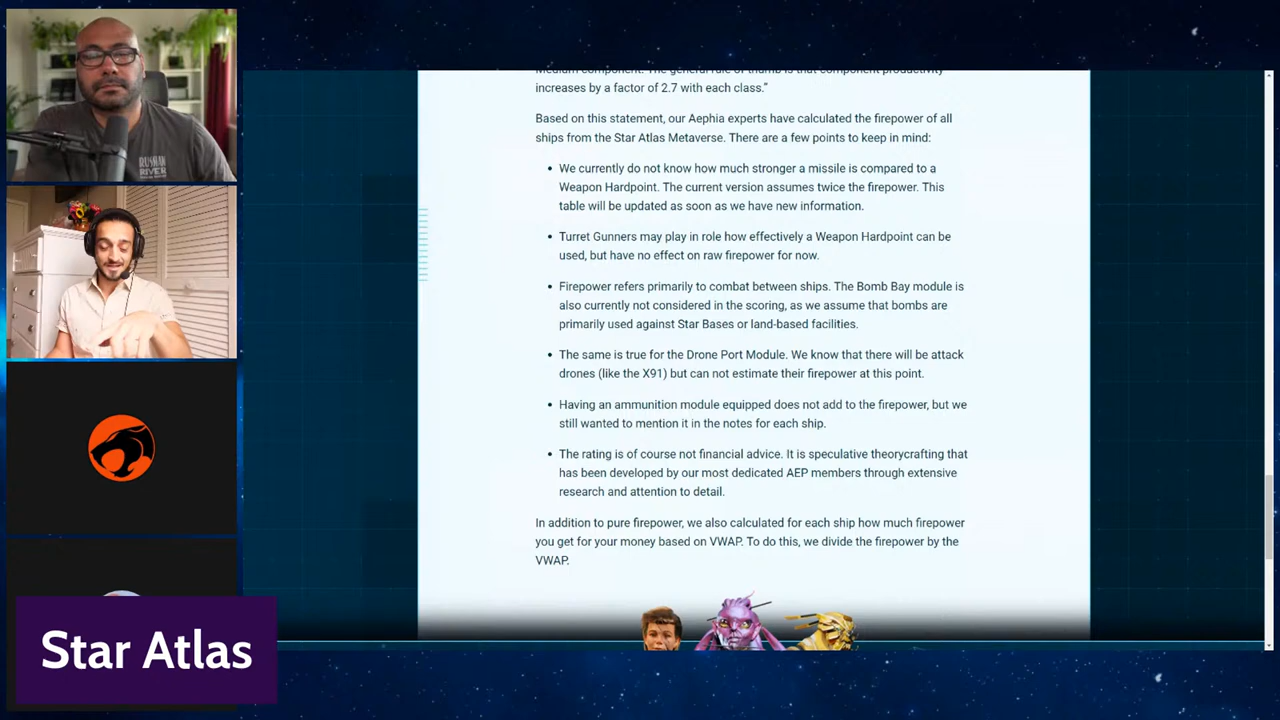 Medium component. The general rule of thumb is that component productivity
increases by a factor of 2.7 with each class."
Based on this statement, our Aephia experts have calculated the firepower of all
ships from the Star Atlas Metaverse. There are a few points to keep in mind:
• We currently do not know how much stronger a missile is compared to a
Weapon Hardpoint. The current version assumes twice the firepower. This
table will be updated as soon as we have new information.
• Turret Gunners may play in role how effectively a Weapon Hardpoint can be
used, but have no effect on raw firepower for now.
• Firepower refers primarily to combat between ships. The Bomb Bay module is
also currently not considered in the scoring, as we assume that bombs are
primarily used against Star Bases or land-based facilities.
• The same is true for the Drone Port Module. We know that there will be attack
drones (like the X91) but can not estimate their firepower at this point.
• Having an ammunition module equipped does not add to the firepower, but we
still wanted to mention it in the notes for each ship.
• The rating is of course not financial advice. It is speculative theorycrafting that
has been developed by our most dedicated AEP members through extensive
research and attention to detail.
In addition to pure firepower, we also calculated for each ship how much firepower
you get for your money based on VWAP. To do this, we divide the firepower by the
VWAP.
RUSSIAN
RIVER
Star Atlas